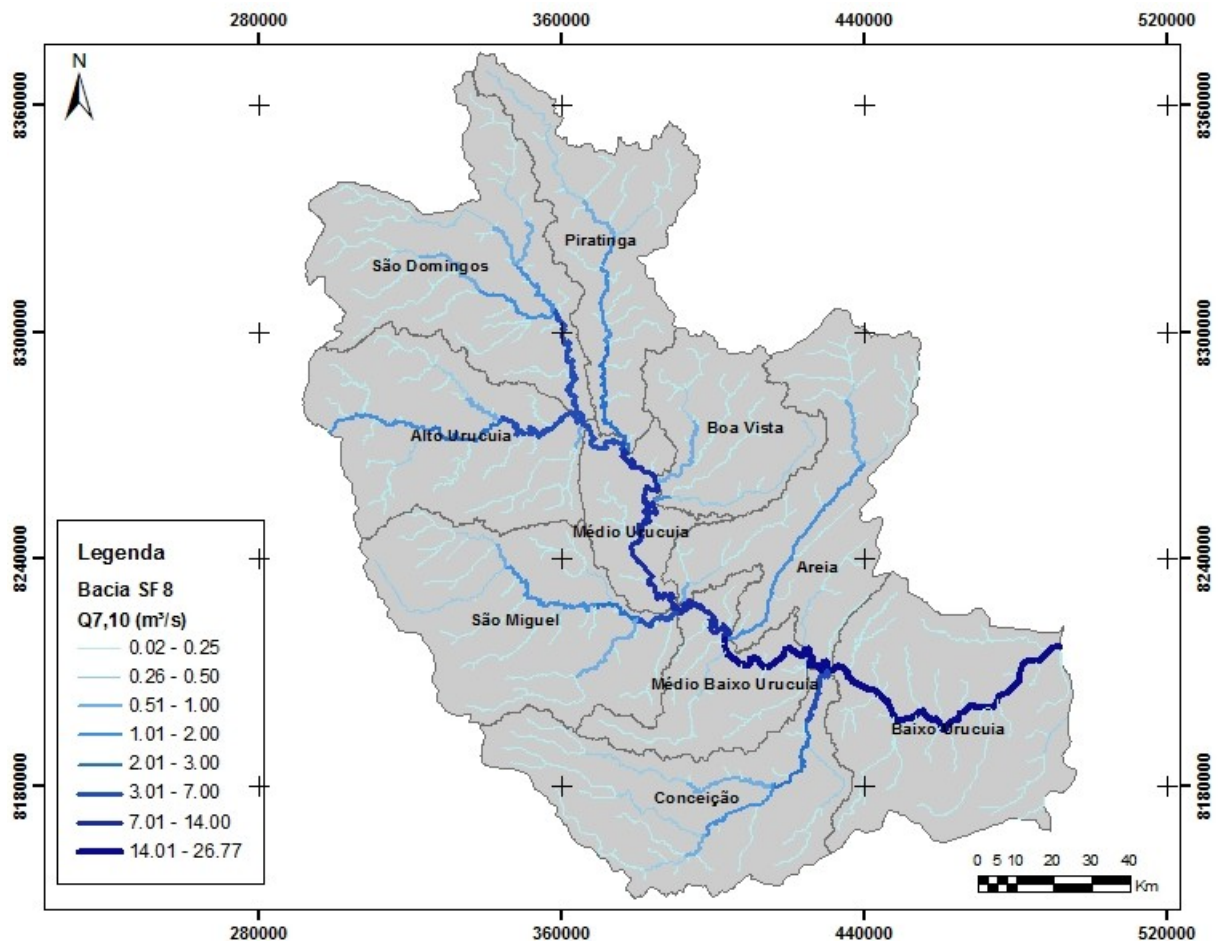 280000 360000 440000 520000
N
8360000 8360000
Piratinga
São Domingos
8300000 8300000
Boa Vista
Alto Urucuia
Médio Urucuia
8240000 8240000
Areia
São Miguel
Médio Baixo Urucuia
Baixo Urucuia
8180000 8180000
Conceição
Legenda
Bacia SF 8
Q7,10 (m³/s)
0.02 - 0.25
0.26 - 0.50
0.51 - 1.00
1.01 - 2.00
2.01 - 3.00
3.01 - 7.00
7.01 - 14.00
14.01 - 26.77
0 5 10 20 30 40
Km
280000 360000 440000 520000